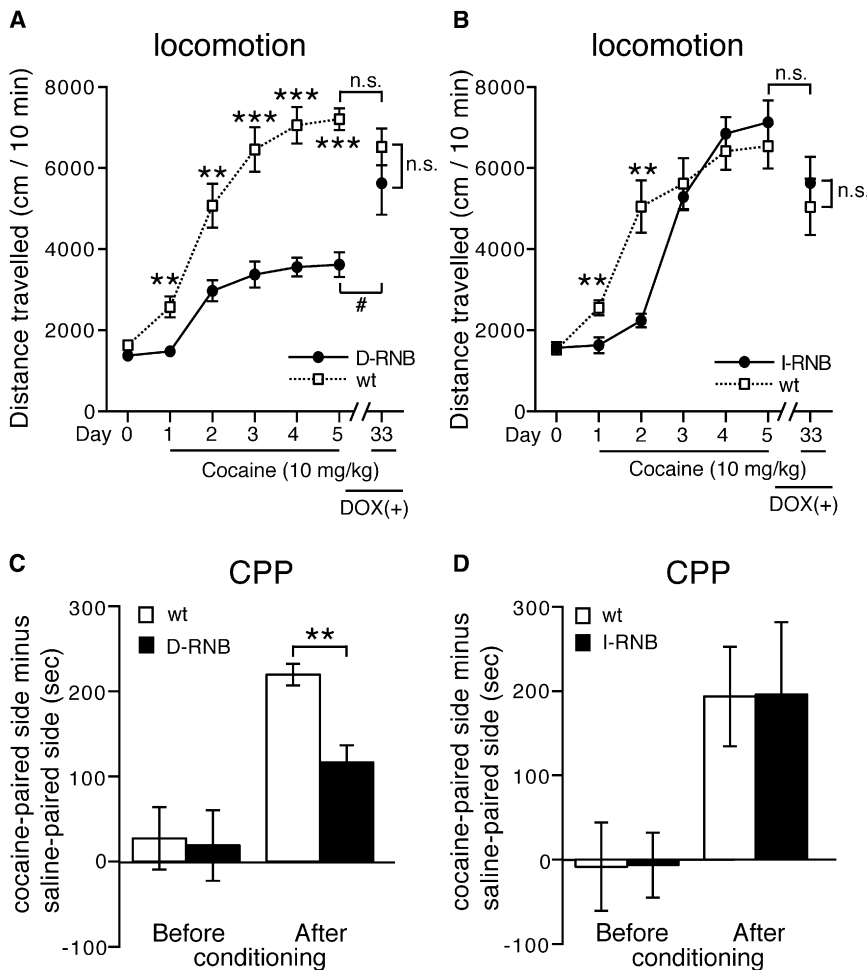 A
locomotion
Distance travelled (cm / 10 min)
8000
6000
4000
2000
0
**
**
***
***
***
n.s.
n.s.
#
D-RNB
wt
Day 0 1 2 3 4 5 33
Cocaine (10 mg/kg)
DOX(+)
B
locomotion
Distance travelled (cm / 10 min)
8000
6000
4000
2000
0
**
**
n.s.
n.s.
I-RNB
wt
Day 0 1 2 3 4 5 33
Cocaine (10 mg/kg)
DOX(+)
C
CPP
cocaine-paired side minus
saline-paired side (sec)
300
200
100
0
-100
wt
D-RNB
**
Before After
conditioning
D
CPP
cocaine-paired side minus
saline-paired side (sec)
300
200
100
0
-100
wt
I-RNB
Before After
conditioning